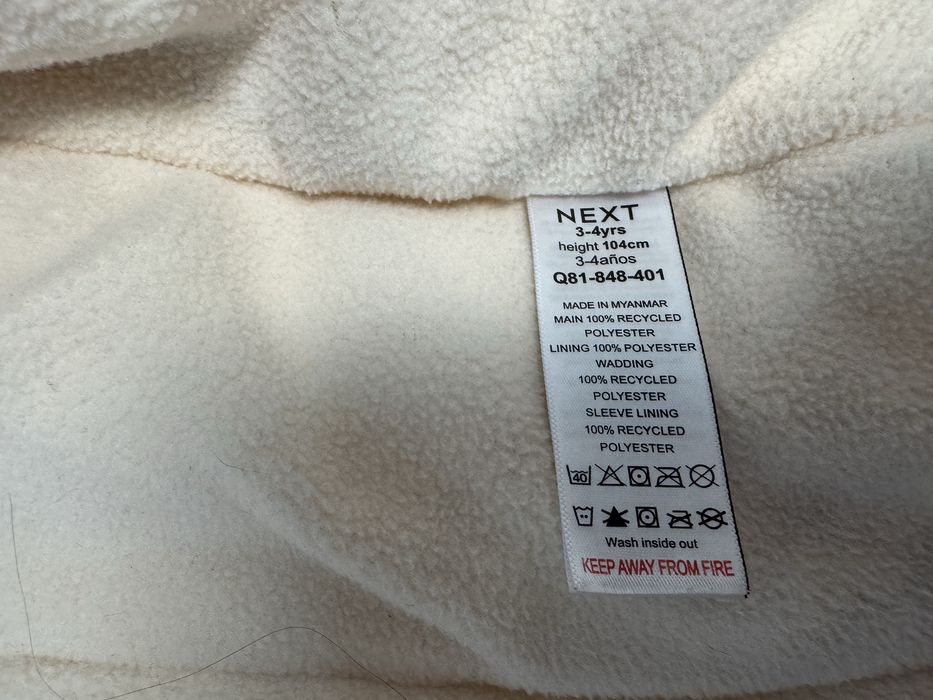 NEXT
3-4yrs
height 104cm
3-4años
Q81-848-401
MADE IN MYANMAR
MAIN 100% RECYCLED
POLYESTER
LINING 100% POLYESTER
WADDING
100% RECYCLED
POLYESTER
SLEEVE LINING
100% RECYCLED
POLYESTER
40
Wash inside out
KEEP AWAY FROM FIRE